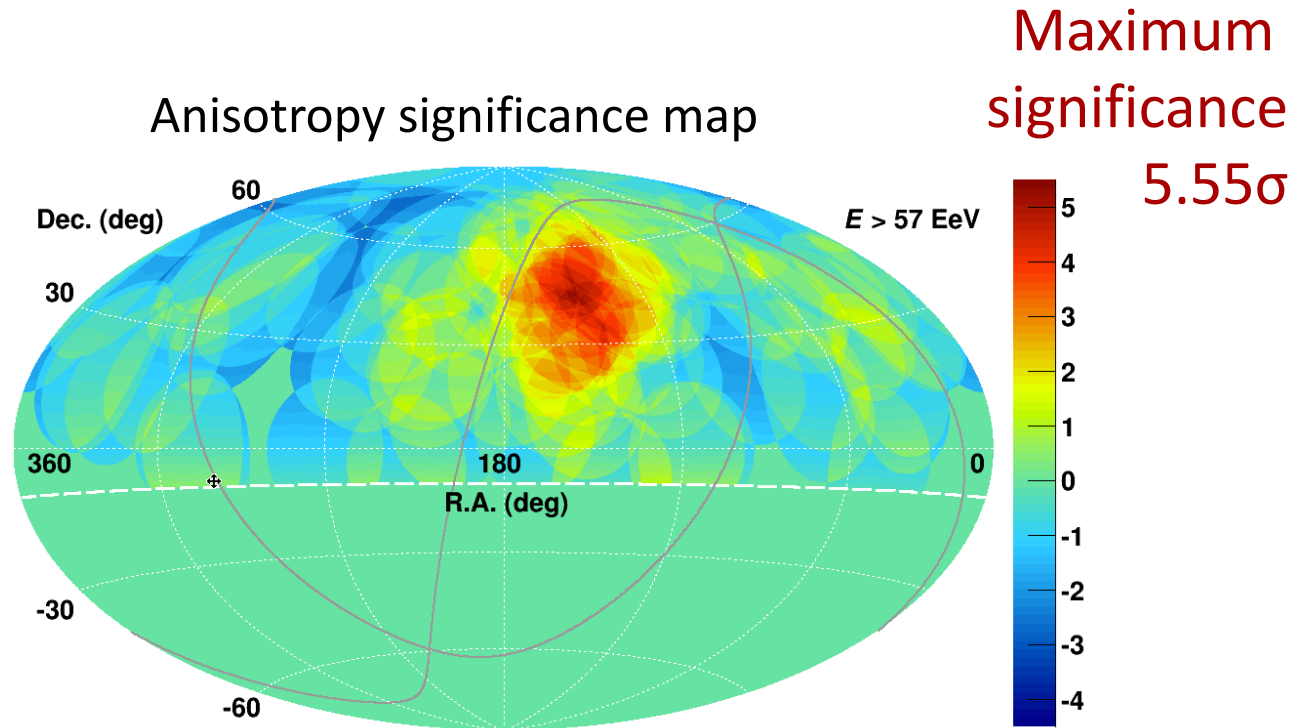 Maximum
significance
5.55σ
Anisotropy significance map
60
Dec. (deg)
E > 57 EeV
30
360
180
0
R.A. (deg)
-30
-60
5
4
3
2
1
0
-1
-2
-3
-4